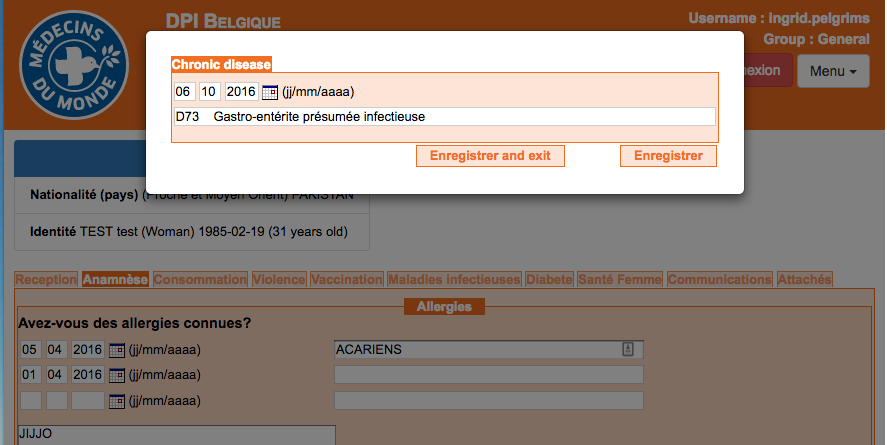 MÉDECINS
DU MONDE
DPI BELGIQUE
Username : ingrid.pelgrims
Group : General
nexion
Menu
Chronic disease
06 10 2016 (jj/mm/aaaa)
D73 Gastro-entérite présumée infectieuse
Enregistrer and exit Enregistrer
Nationalité (pays) (Proche et Moyen Orient) PAKISTAN
Identité TEST test (Woman) 1985-02-19 (31 years old)
Reception Anamnèse Consommation Violence Vaccination Maladies infectieuses Diabete Santé Femme Communications Attachés
Allergies
Avez-vous des allergies connues?
05 04 2016 (jj/mm/aaaa) ACARIENS
01 04 2016 (jj/mm/aaaa)
(jj/mm/aaaa)
JIJJO